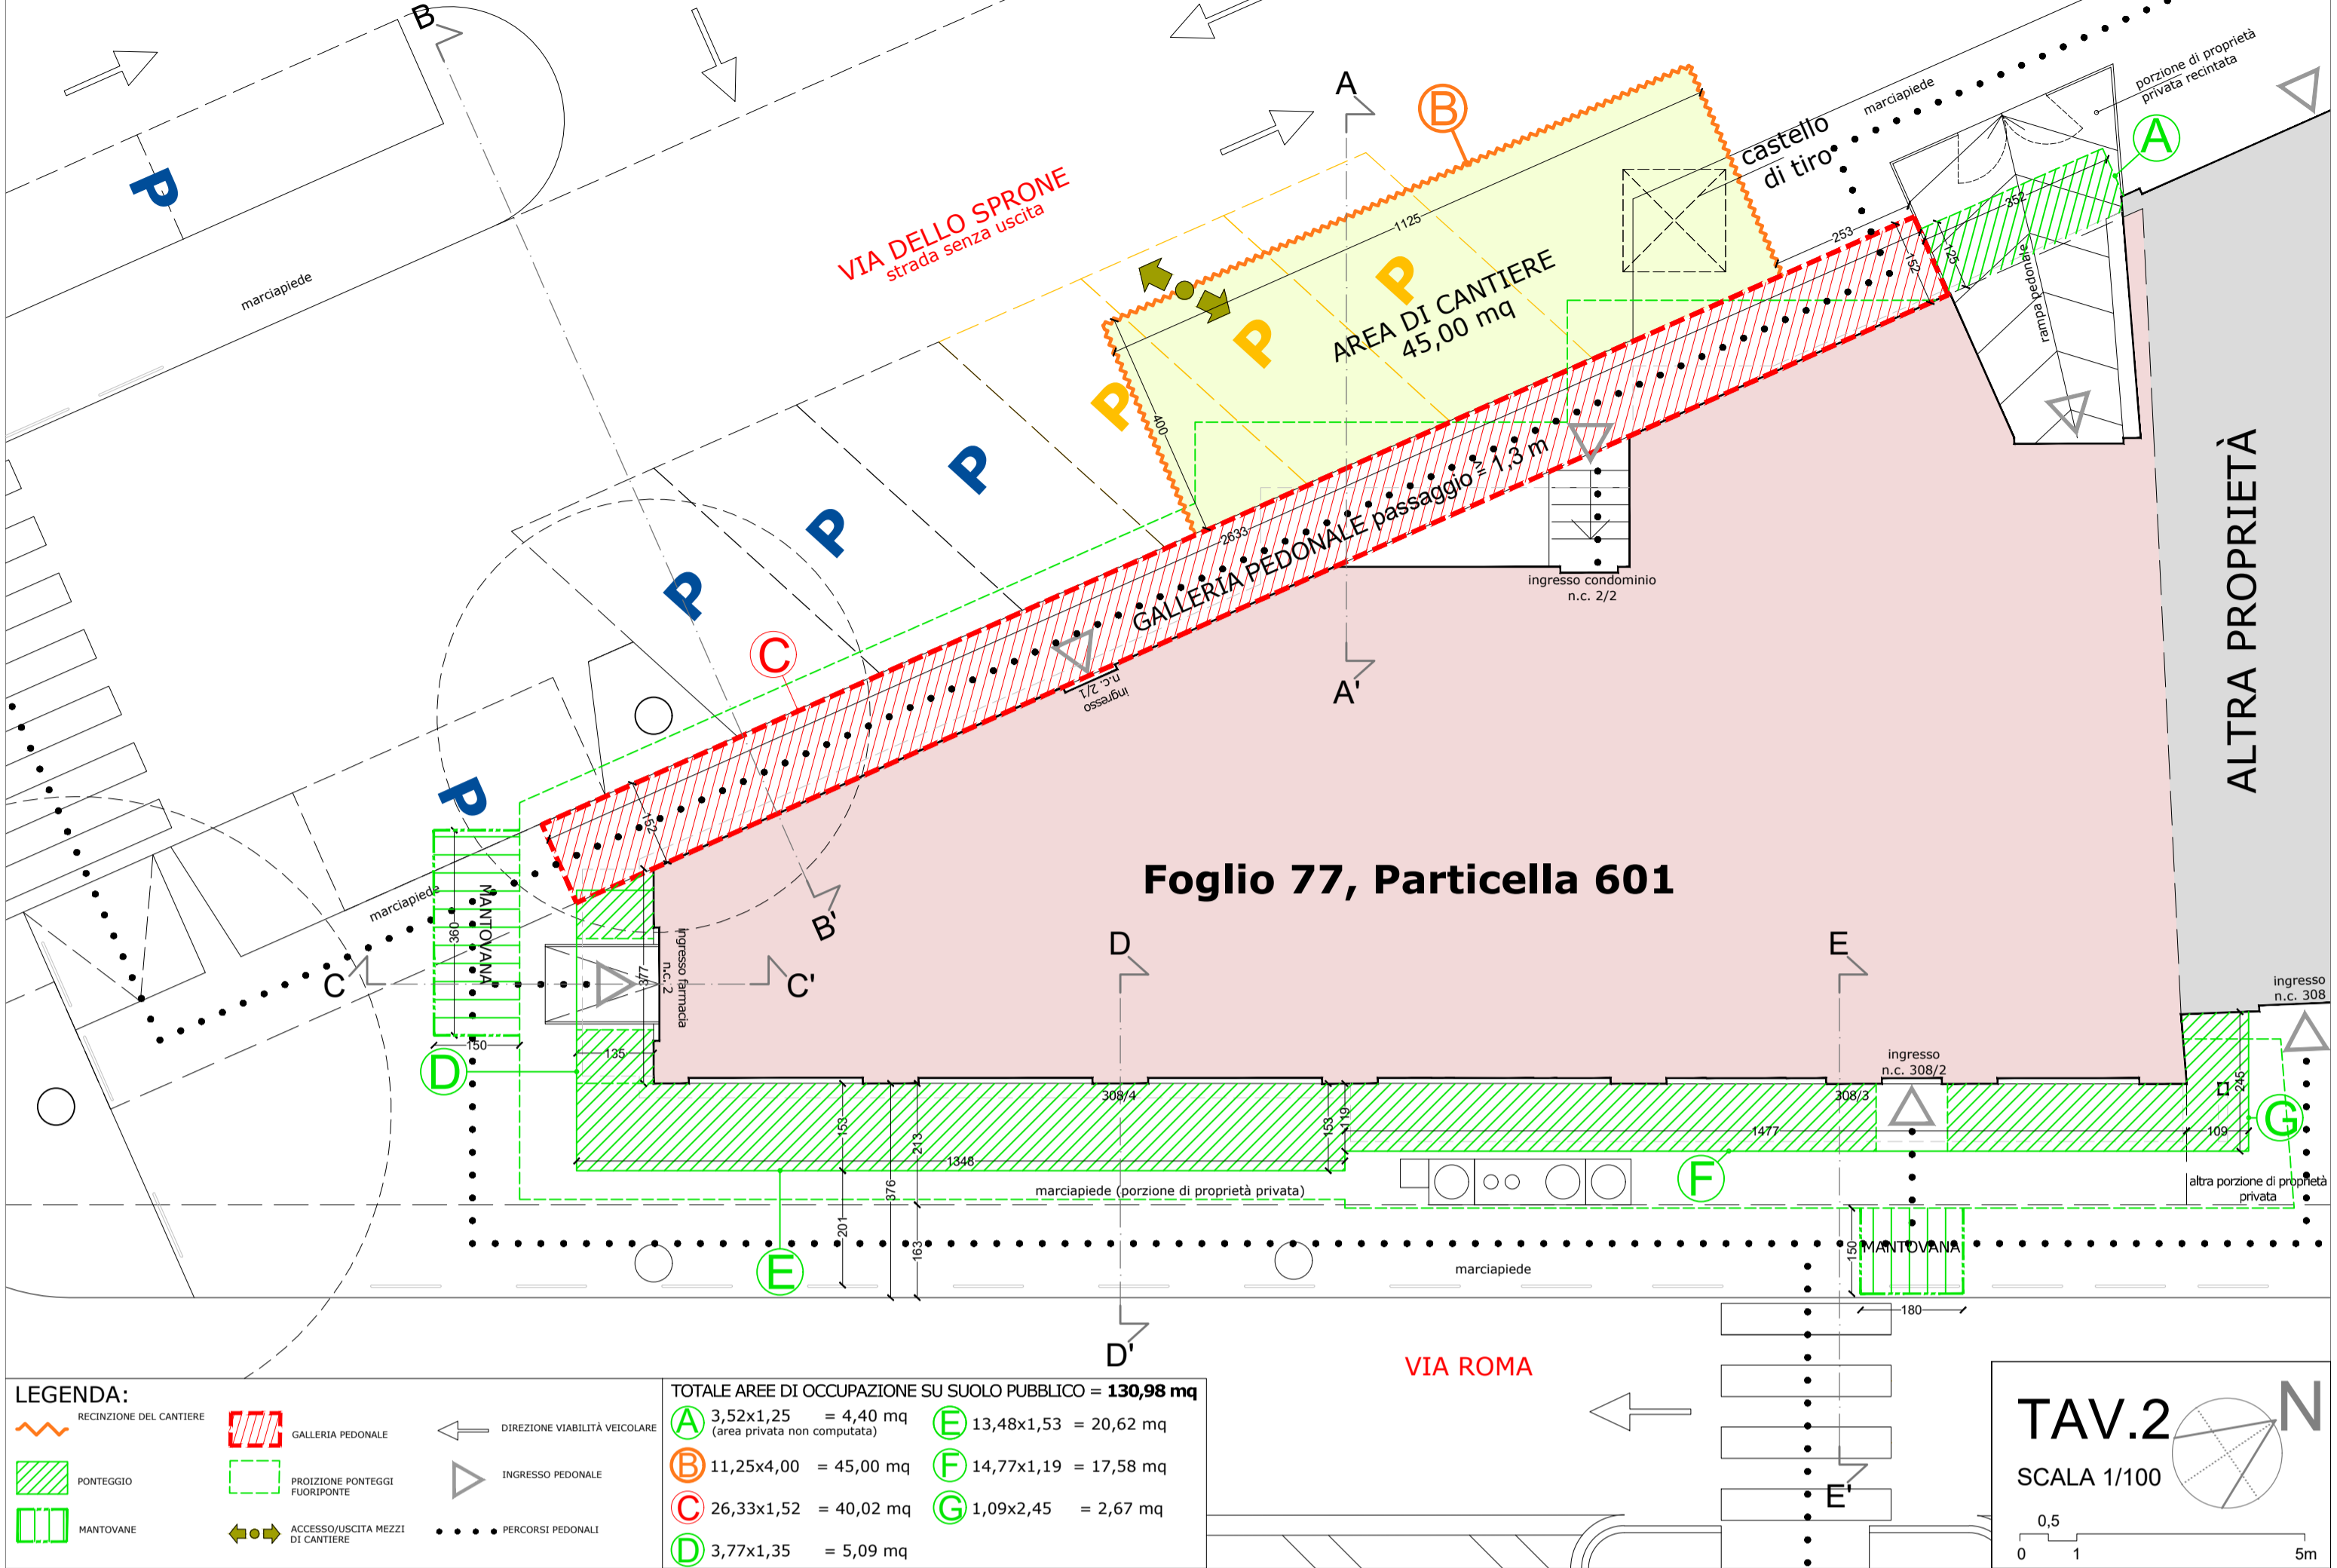 B
A
B
P
VIA DELLO SPRONE
strada senza uscita
marciapiede
castello
di tiro
marciapiede
porzione di proprietà
privata recintata
A
1125
AREA DI CANTIERE
45,00 mq
400
P
P
P
253
152
125
352
rampa pedonale
P
P
P
P
C
2633
GALLERIA PEDONALE passaggio ≥ 1,3 m
ingresso condominio
n.c. 2/2
ingresso
n.c. 2/1
A'
152
B'
ALTRA PROPRIETÀ
Foglio 77, Particella 601
marciapiede
MANTOVANA
360
150
C
C'
377
ingresso farmacia
n.c. 2
135
D
D
E
ingresso
n.c. 308
ingresso
n.c. 308/2
308/4
308/3
153
213
376
201
163
1348
153
119
1477
109
245
G
F
E
marciapiede (porzione di proprietà privata)
altra porzione di proprietà
privata
150
MANTOVANA
180
marciapiede
D'
E'
VIA ROMA
LEGENDA:
RECINZIONE DEL CANTIERE
PONTEGGIO
MANTOVANE
GALLERIA PEDONALE
PROIZIONE PONTEGGI
FUORIPONTE
ACCESSO/USCITA MEZZI
DI CANTIERE
DIREZIONE VIABILITÀ VEICOLARE
INGRESSO PEDONALE
PERCORSI PEDONALI
TOTALE AREE DI OCCUPAZIONE SU SUOLO PUBBLICO = 130,98 mq
A 3,52x1,25 = 4,40 mq
(area privata non computata)
B 11,25x4,00 = 45,00 mq
C 26,33x1,52 = 40,02 mq
D 3,77x1,35 = 5,09 mq
E 13,48x1,53 = 20,62 mq
F 14,77x1,19 = 17,58 mq
G 1,09x2,45 = 2,67 mq
TAV.2
SCALA 1/100
N
0,5
0 1 5m